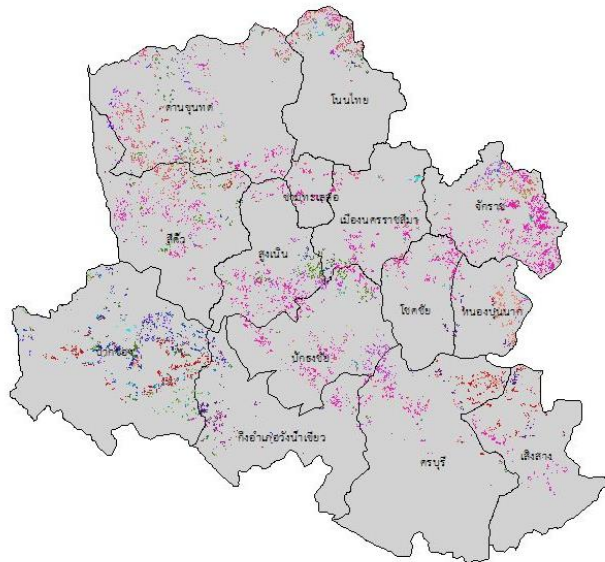 ด่านขุนทด
โนนไทย
ขามทะเลสอ
เมืองนครราชสีมา
จักราช
สีคิ้ว
สูงเนิน
โชคชัย
หนองบุนนาก
ปากช่อง
ปักธงชัย
กิ่งอำเภอวังน้ำเขียว
ครบุรี
เสิงสาง